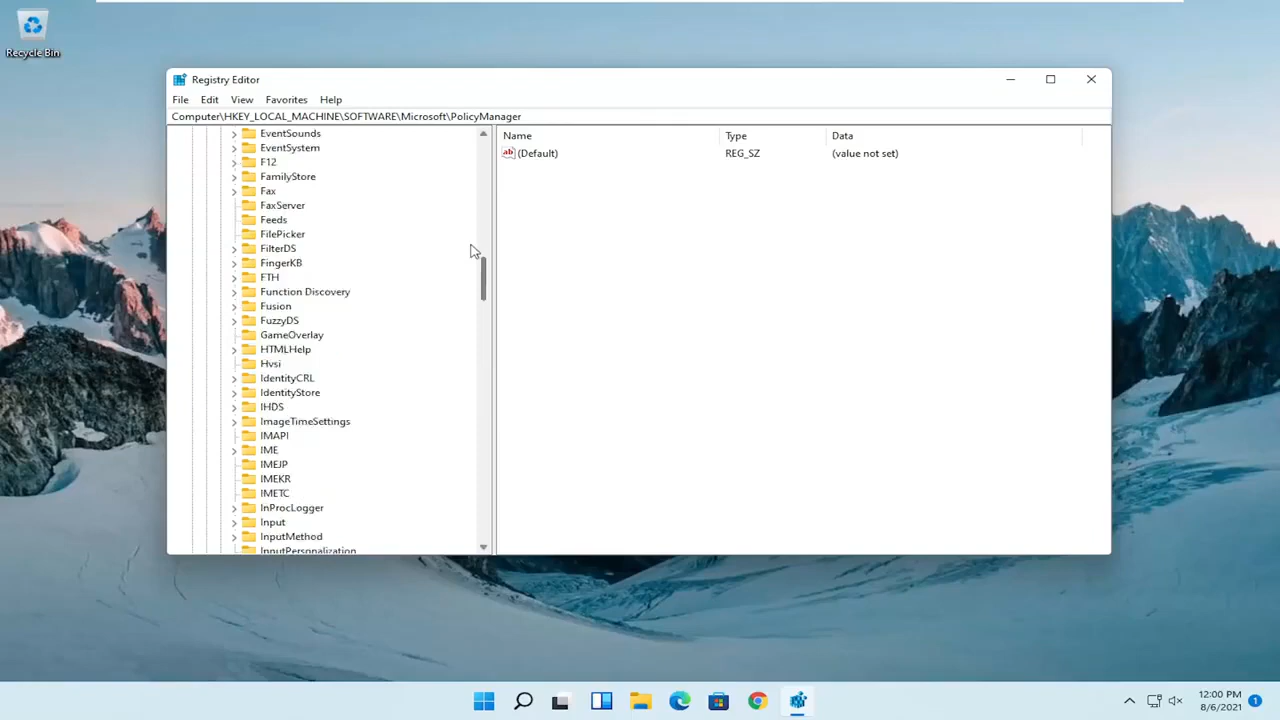 Recycle Bin
Registry Editor
File Edit View Favorites Help
Computer\HKEY_LOCAL_MACHINE\SOFTWARE\Microsoft\PolicyManager
EventSounds
EventSystem
F12
FamilyStore
Fax
FaxServer
Feeds
FilePicker
FilterDS
FingerKB
FTH
Function Discovery
Fusion
FuzzyDS
GameOverlay
HTMLHelp
Hvsi
IdentityCRL
IdentityStore
IHDS
ImageTimeSettings
IMAPI
IME
IMEJP
IMEKR
IMETC
InProcLogger
Input
InputMethod
InputPersonalization
Name Type Data
ab (Default) REG_SZ (value not set)
12:00 PM
8/6/2021
1